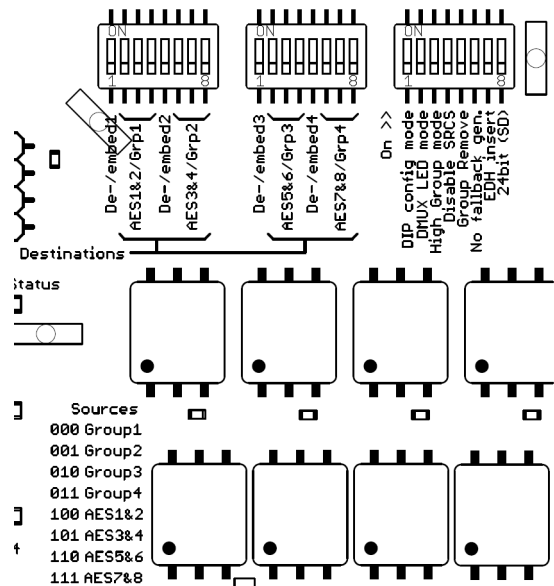 ON
1 8
ON
1 8
ON
1 8
De-/embed1
AES1&2/Grp1
De-/embed2
AES3&4/Grp2
De-/embed3
AES5&6/Grp3
De-/embed4
AES7&8/Grp4
On >>
DIP config mode
DMUX LED mode
High Group mode
Disable SRCS
Group Remove
No fallback gen.
EDH insert
24bit (SD)
Destinations
Status
Sources
000 Group1
001 Group2
010 Group3
011 Group4
100 AES1&2
101 AES3&4
110 AES5&6
111 AES7&8